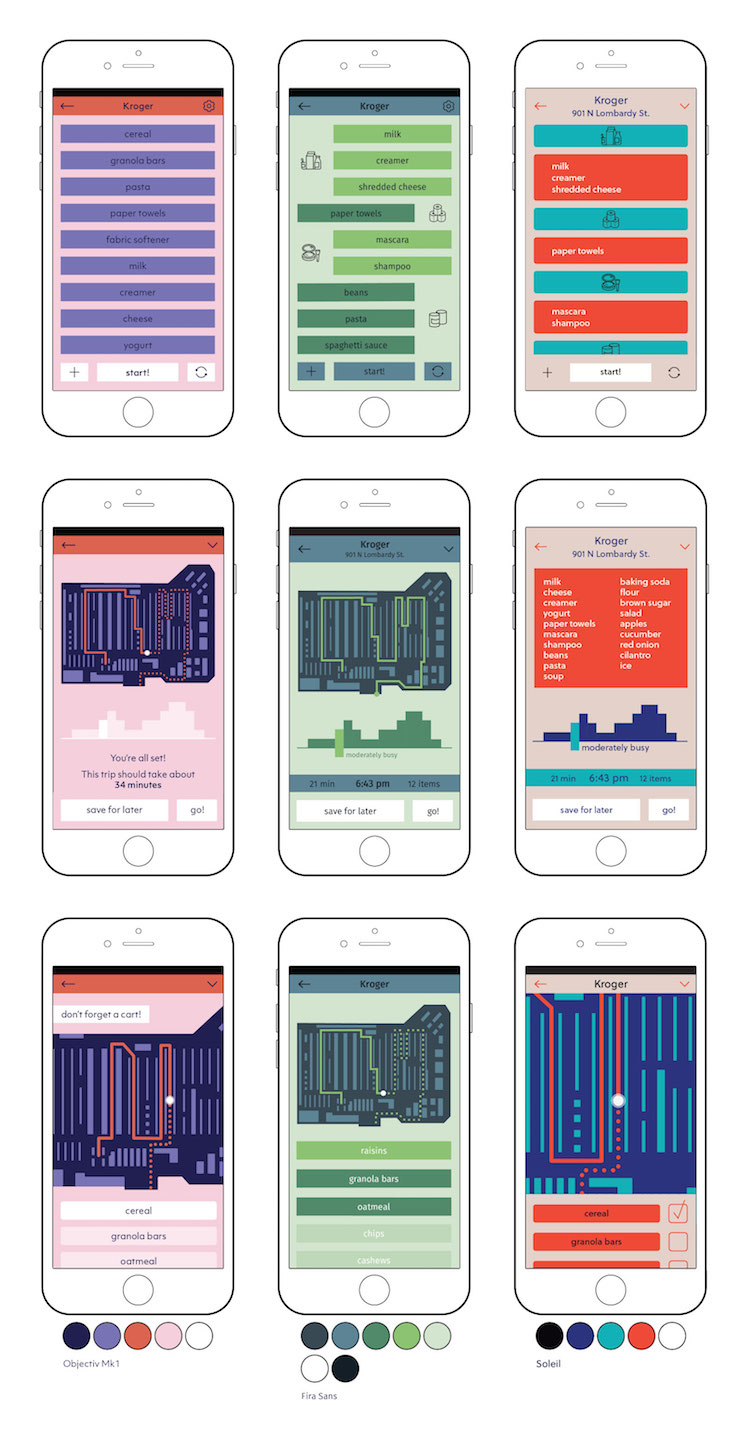 Kroger
cereal
granola bars
pasta
paper towels
fabric softener
milk
creamer
cheese
yogurt
start!
Kroger
milk
creamer
shredded cheese
paper towels
mascara
shampoo
beans
pasta
spaghetti sauce
start!
Kroger
901 N Lombardy St.
milk
creamer
shredded cheese
paper towels
mascara
shampoo
start!
You're all set!
This trip should take about
34 minutes
save for later
go!
Kroger
901 N Lombardy St.
moderately busy
21 min
6:43 pm
12 items
save for later
go!
Kroger
901 N Lombardy St.
milk
cheese
creamer
yogurt
paper towels
mascara
shampoo
beans
pasta
soup
baking soda
flour
brown sugar
salad
apples
cucumber
red onion
cilantro
ice
moderately busy
21 min
6:43 pm
12 items
save for later
go!
don't forget a cart!
cereal
granola bars
oatmeal
Kroger
raisins
granola bars
oatmeal
chips
cashews
Kroger
cereal
granola bars
Objectiv Mk1
Fira Sans
Soleil